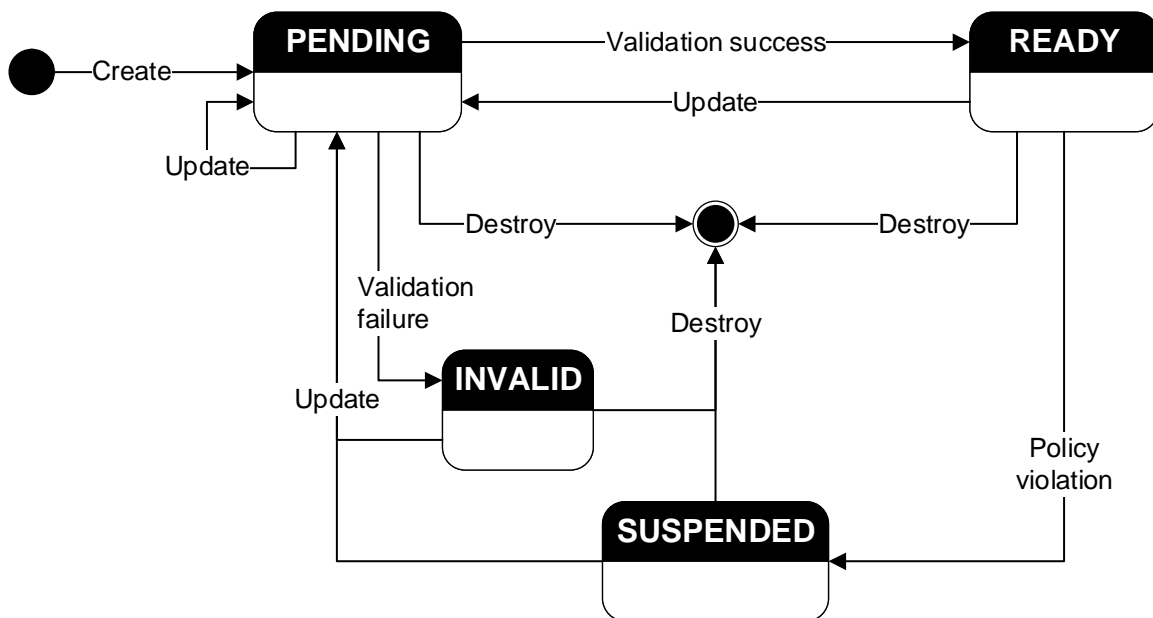 PENDING
Validation success
READY
Create
Update
Update
Destroy
Destroy
Validation
failure
Destroy
INVALID
Update
Policy
violation
SUSPENDED